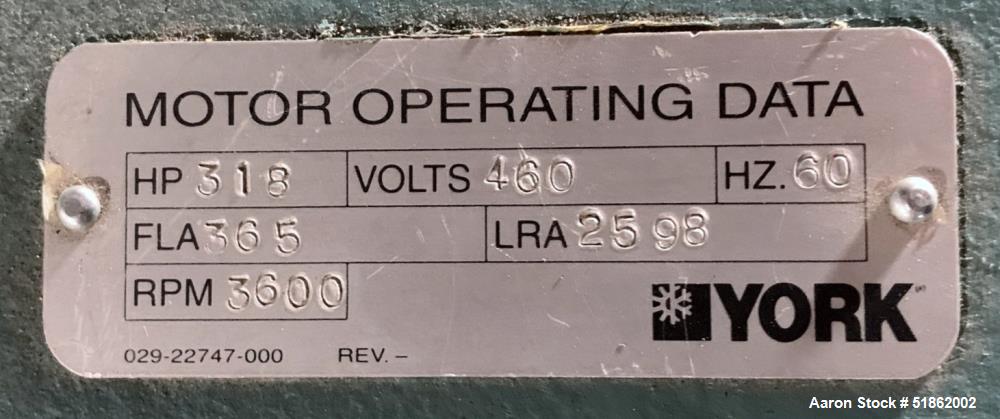 MOTOR OPERATING DATA
HP 318 VOLTS 460 HZ. 60
FLA 365 LRA 2598
RPM 3600
YORK
029-22747-000 REV. –
Aaron Stock # 51862002